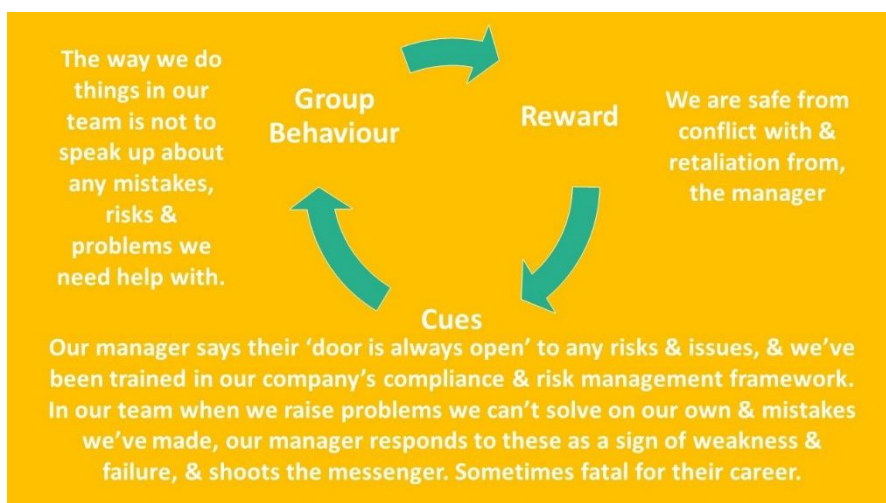 The way we do
things in our
team is not to
speak up about
any mistakes,
risks &
problems we
need help with.
Group
Behaviour
Reward
We are safe from
conflict with &
retaliation from,
the manager
Cues
Our manager says their ‘door is always open’ to any risks & issues, & we’ve
been trained in our company’s compliance & risk management framework.
In our team when we raise problems we can’t solve on our own & mistakes
we’ve made, our manager responds to these as a sign of weakness &
failure, & shoots the messenger. Sometimes fatal for their career.